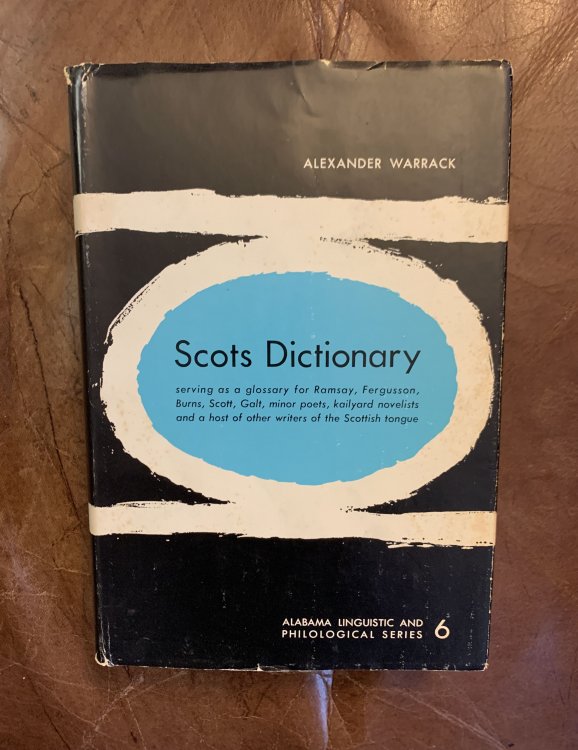 ALEXANDER WARRACK
Scots Dictionary
serving as a glossary for Ramsay, Fergusson,
Burns, Scott, Galt, minor poets, kailyard novelists
and a host of other writers of the Scottish tongue
ALABAMA LINGUISTIC AND
PHILOLOGICAL SERIES 6